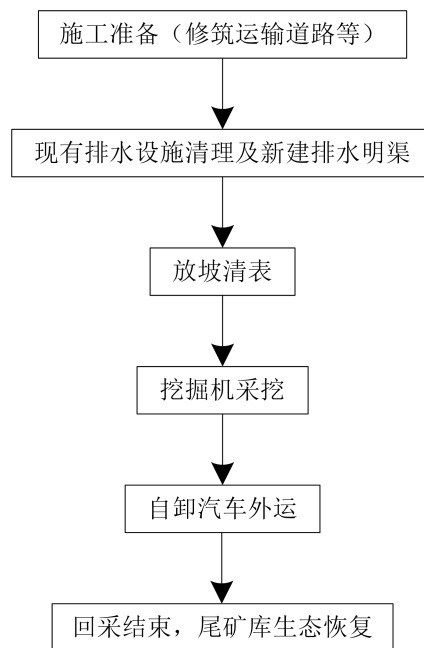 施工准备（修筑运输道路等）
现有排水设施清理及新建排水明渠
放坡清表
挖掘机采挖
自卸汽车外运
回采结束，尾矿库生态恢复